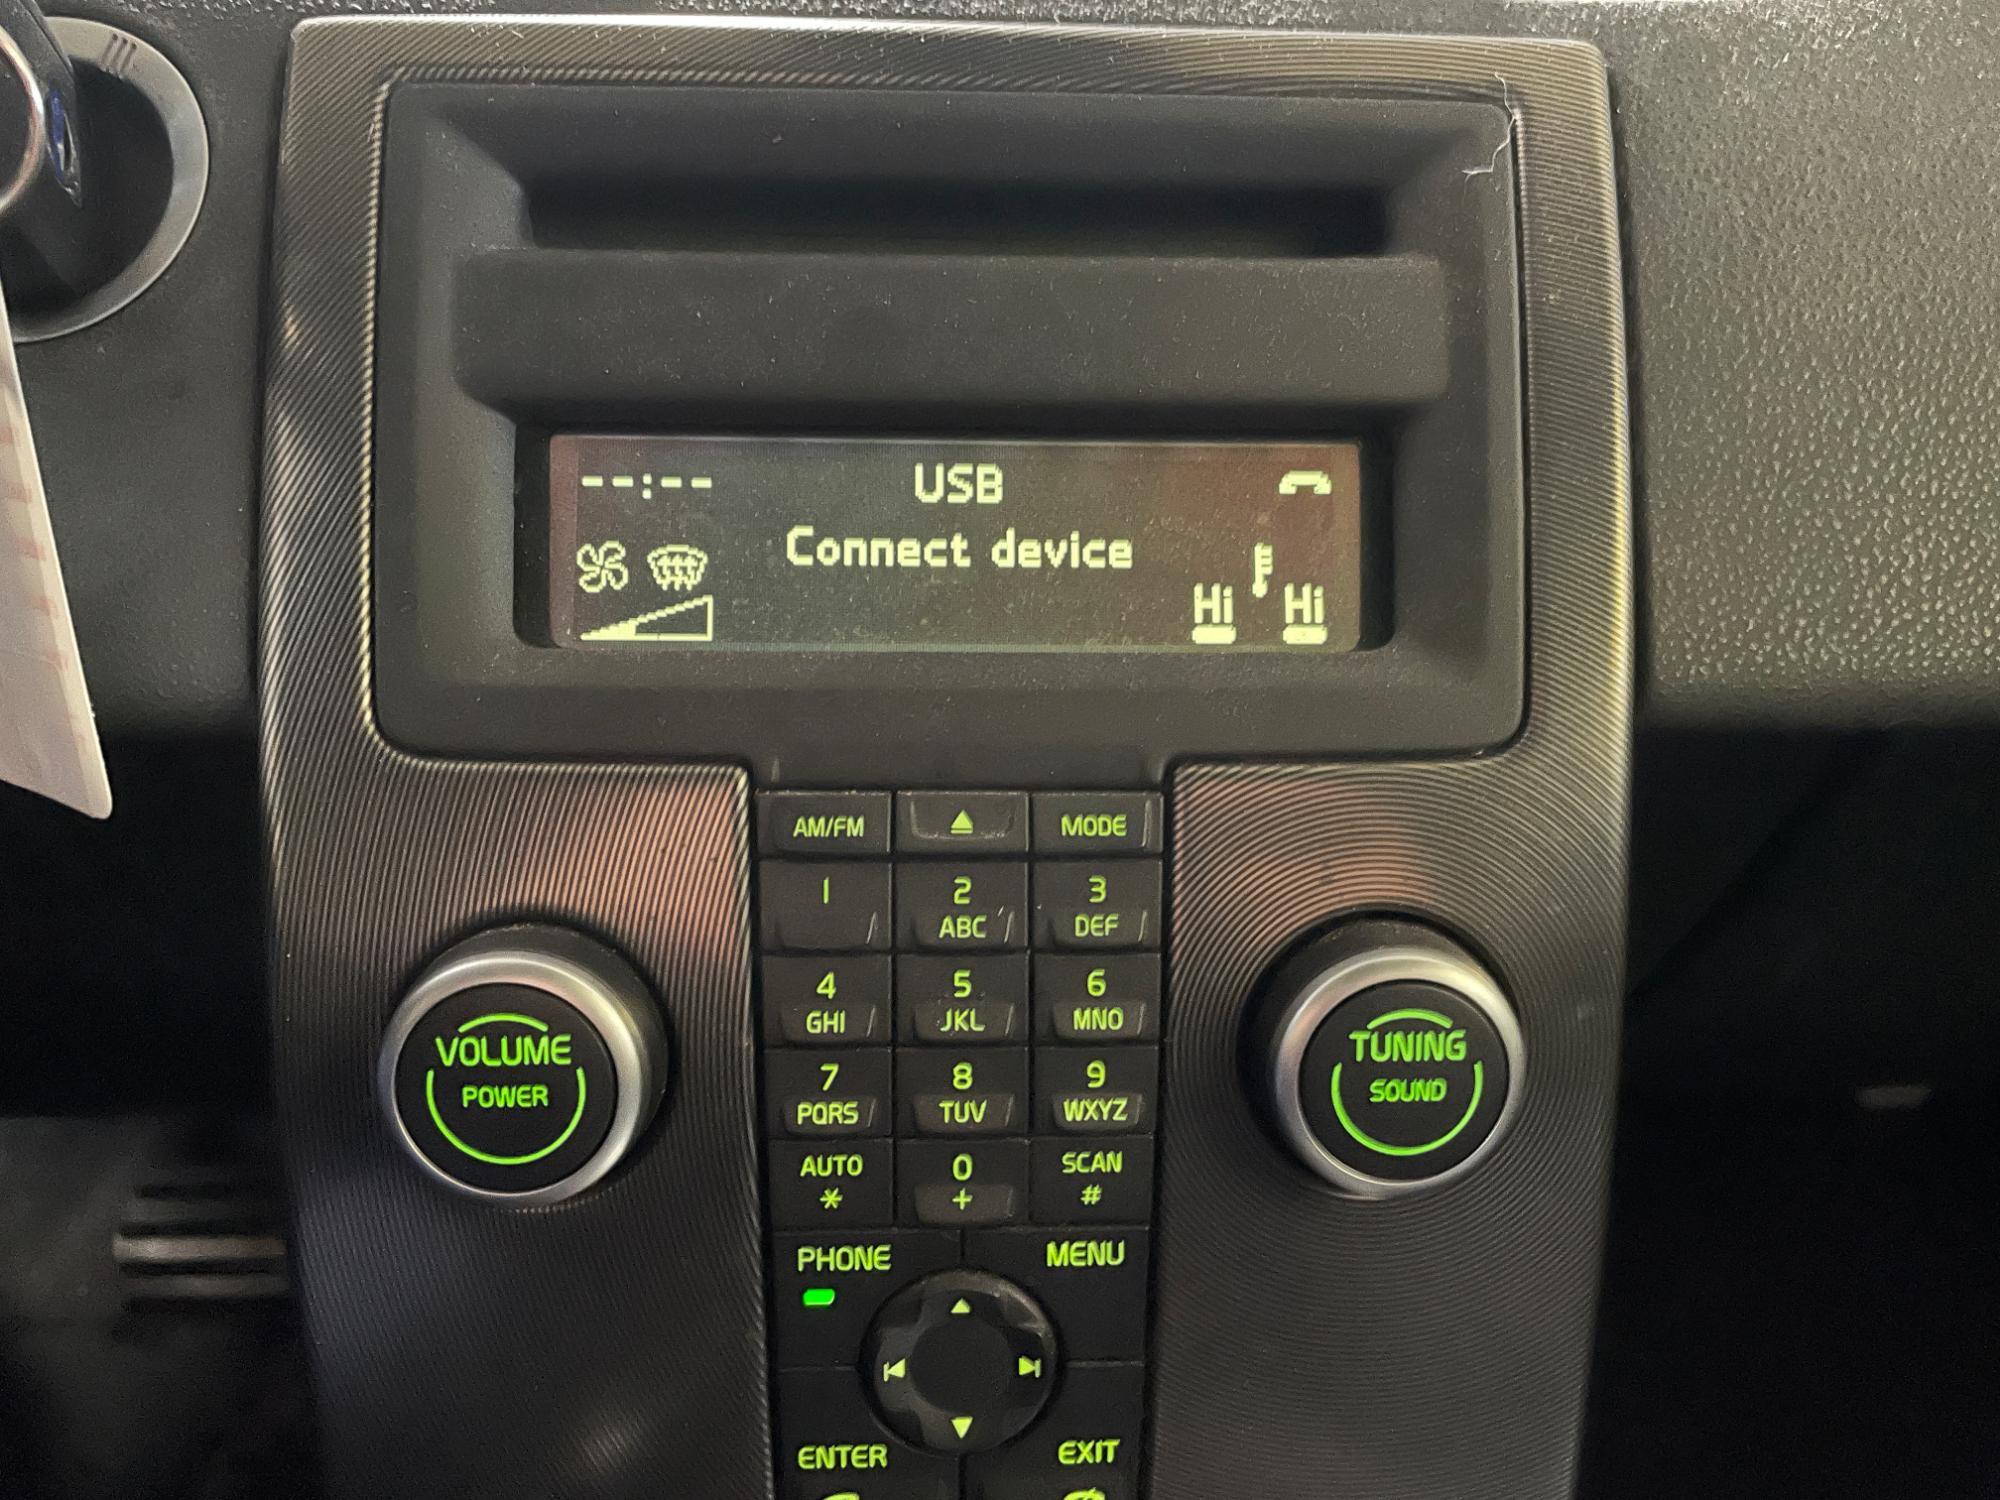 --:--
USB
Connect device
Hi
Hi
AM/FM
MODE
1
2
3
ABC
DEF
4
5
6
GHI
JKL
MNO
7
8
9
PQRS
TUV
WXYZ
AUTO
0
SCAN
*
+
#
VOLUME
POWER
TUNING
SOUND
PHONE
MENU
ENTER
EXIT